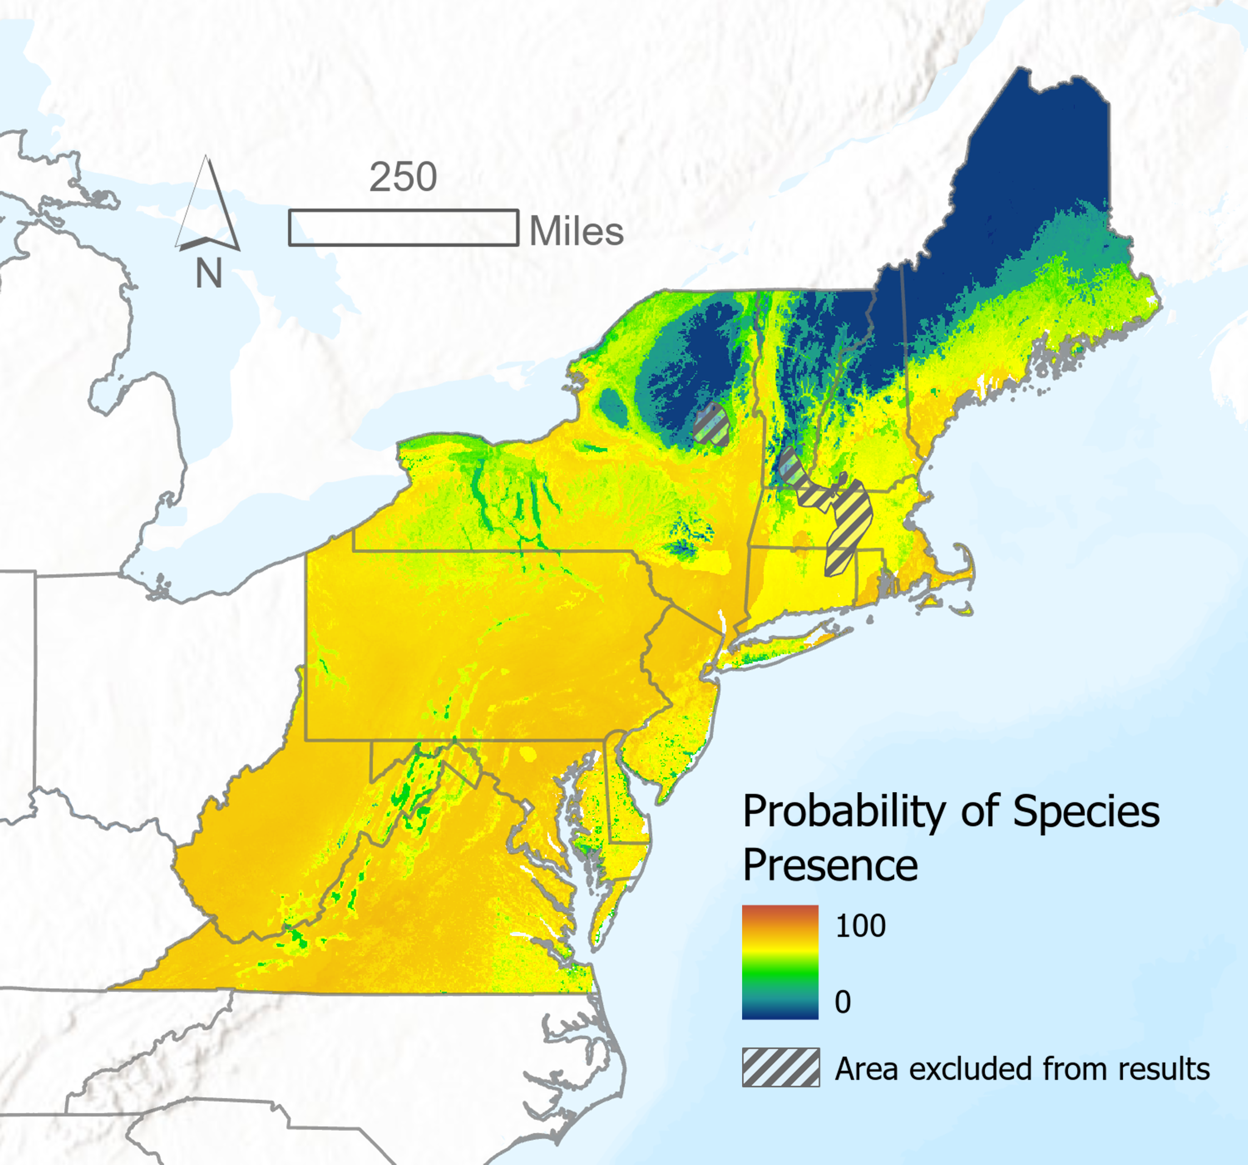 250
Miles
N
Probability of Species
Presence
100
0
Area excluded from results